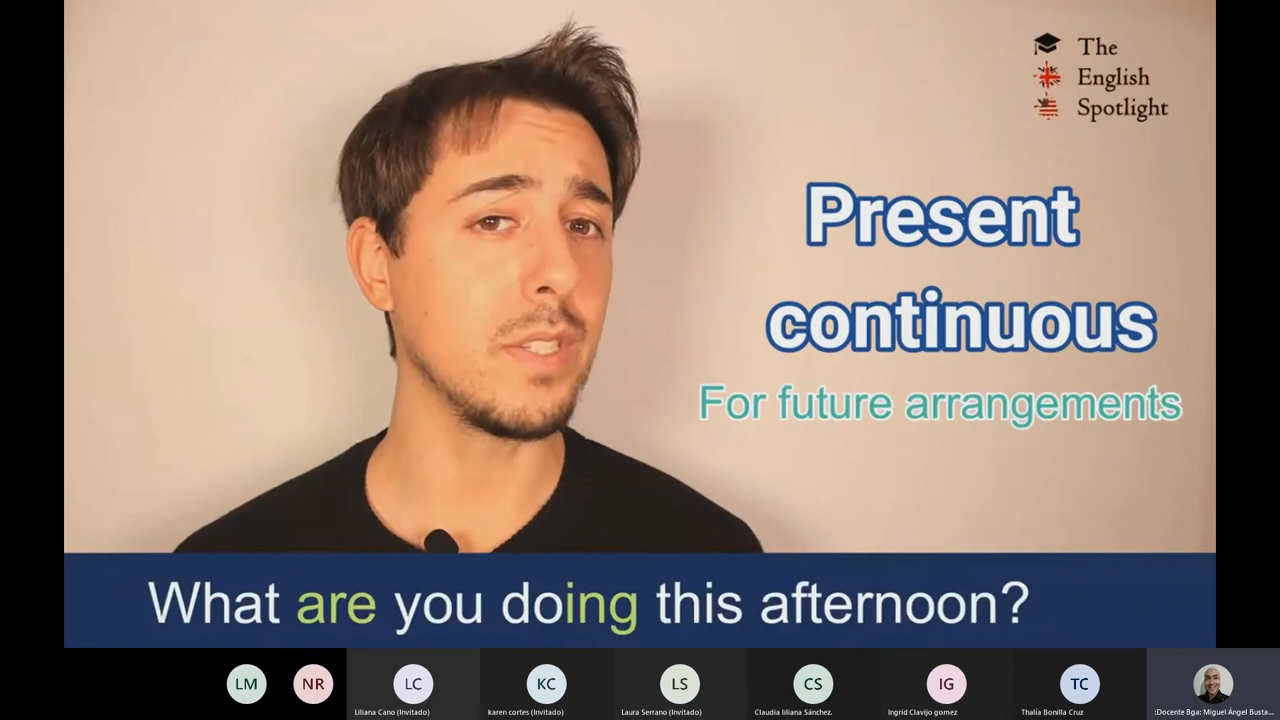 The
English
Spotlight
Present
continuous
For future arrangements
What are you doing this afternoon?
LM
NR
LC
KC
LS
CS
IG
TC
Liliana Cano (Invitado)
karen cortes (Invitado)
Laura Serrano (Invitado)
Claudia liliana Sánchez.
Ingrid Clavijo gomez
Thalía Bonilla Cruz
:Docente Bga: Miguel Ángel Busta...